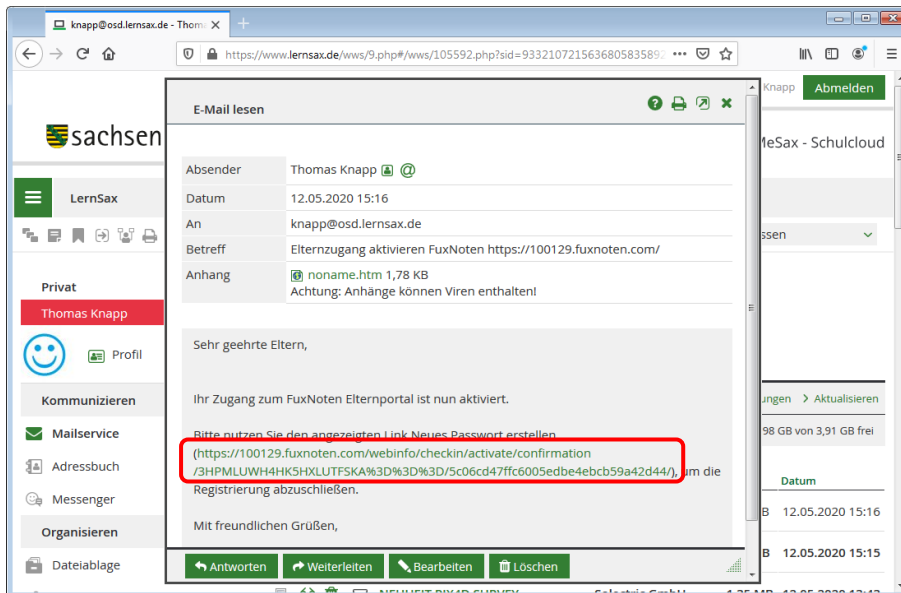 knapp@osd.lernsax.de - Thom
https://www.lernsax.de/wws/9.php#/wws/105592.php?sid=9332107215636805835892
Knapp
Abmelden
E-Mail lesen
sachsen
MeSax - Schulcloud
Absender
Thomas Knapp
LernSax
Datum
12.05.2020 15:16
An
knapp@osd.lernsax.de
ssen
Betreff
Elternzugang aktivieren FuxNoten https://100129.fuxnoten.com/
Anhang
noname.htm 1,78 KB
Achtung: Anhänge können Viren enthalten!
Privat
Thomas Knapp
Profil
Sehr geehrte Eltern,
Ihr Zugang zum FuxNoten Elternportal ist nun aktiviert.
Kommunizieren
ungen
Aktualisieren
Mailservice
Bitte nutzen Sie den angezeigten Link Neues Passwort erstellen
98 GB von 3,91 GB frei
(https://100129.fuxnoten.com/webinfo/checkin/activate/confirmation
Adressbuch
/3HPMLUWH4HK5HXLUTFSKA%3D%3D%3D/5c06cd47ffc6005edbe4ebcb59a42d44/), um die
Registrierung abzuschließen.
Datum
Messenger
B 12.05.2020 15:16
Organisieren
Mit freundlichen Grüßen,
B 12.05.2020 15:15
Dateiablage
Antworten
Weiterleiten
Bearbeiten
Löschen